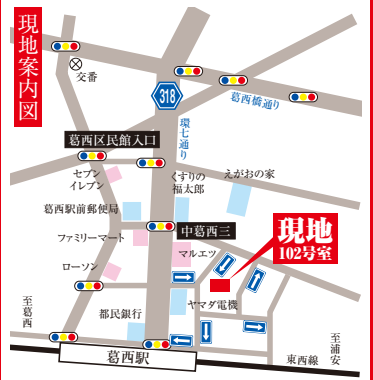 現地案内図
交番
318
葛西橋通り
環七通り
葛西区民館入口
セブン
イレブン
くすりの
福太郎
えがおの家
葛西駅前郵便局
中葛西三
ファミリーマート
マルエツ
現地
102号室
ローソン
ヤマダ電機
至葛西
都民銀行
至浦安
葛西駅
東西線